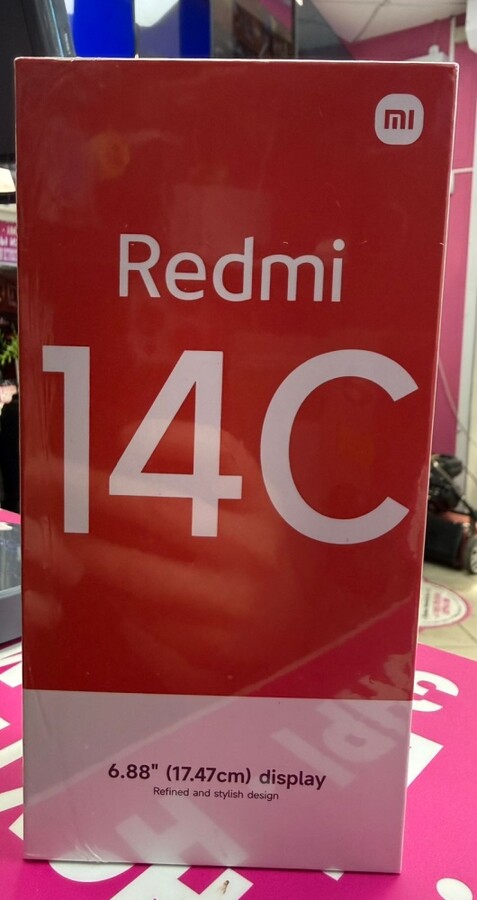 mi
Redmi
14C
6.88" (17.47cm) display
Refined and stylish design